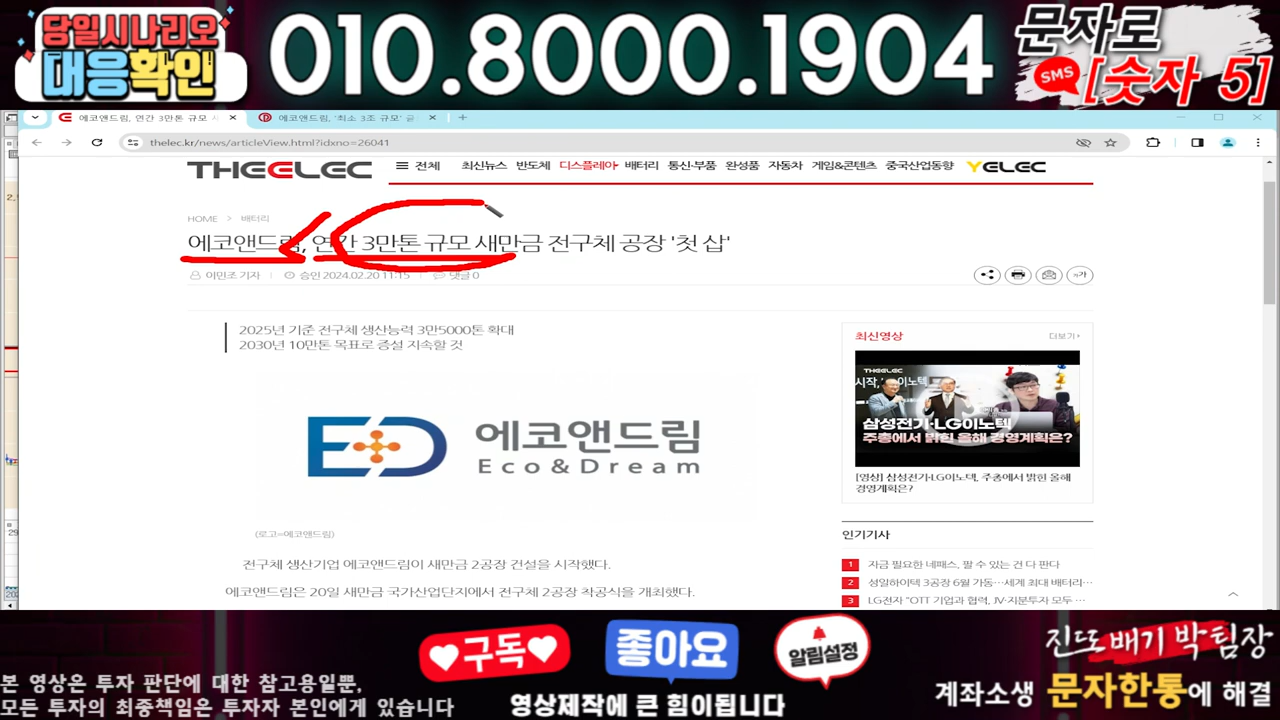 당일시나리오
대응확인
010.8000.1904
문자로
SMS
[숫자 5]
에코앤드림, 연간 3만톤 규모
에코앤드림, '최소 3조 규모'
thelec.kr/news/articleView.html?idxno=26041
THEELEC
전체 최신뉴스 반도체 디스플레이 배터리 통신·부품 완성품 자동차 게임&콘텐츠 중국산업동향 YELEC
HOME > 배터리
에코앤드림, 연간 3만톤 규모 새만금 전구체 공장 '첫 삽'
이민조 기자 승인 2024.02.20 11:15 댓글 0
가가
2025년 기준 전구체 생산능력 3만5000톤 확대
2030년 10만톤 목표로 증설 지속할 것
최신영상
더보기+
THEELEC
삼성전기·LG이노텍
주총에서 밝힌 올해 경영계획은?
[영상] 삼성전기·LG이노텍, 주총에서 밝힌 올해
경영계획은?
ED 에코앤드림
Eco&Dream
(로고=에코앤드림)
전구체 생산기업 에코앤드림이 새만금 2공장 건설을 시작했다.
에코앤드림은 20일 새만금 국가산업단지에서 전구체 2공장 착공식을 개최했다.
인기기사
1 자금 필요한 네패스, 팔 수 있는 건 다 판다
2 성일하이텍 3공장 6월 가동…세계 최대 배터리…
3 LG전자 "OTT 기업과 협력, JV·지분투자 모두 …
구독
좋아요
알림설정
영상제작에 큰 힘이됩니다
본 영상은 투자 판단에 대한 참고용일뿐,
모든 투자의 최종책임은 투자자 본인에게 있습니다
진또배기 박팀장
계좌소생 문자한통에 해결